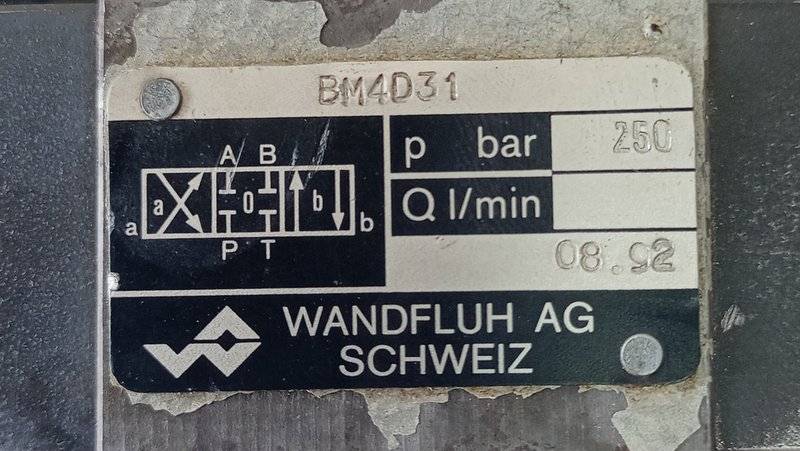 BM4D31
p bar 250
Q l/min
A B
a a 0 b b
P T
08.92
WANDFLUH AG
SCHWEIZ